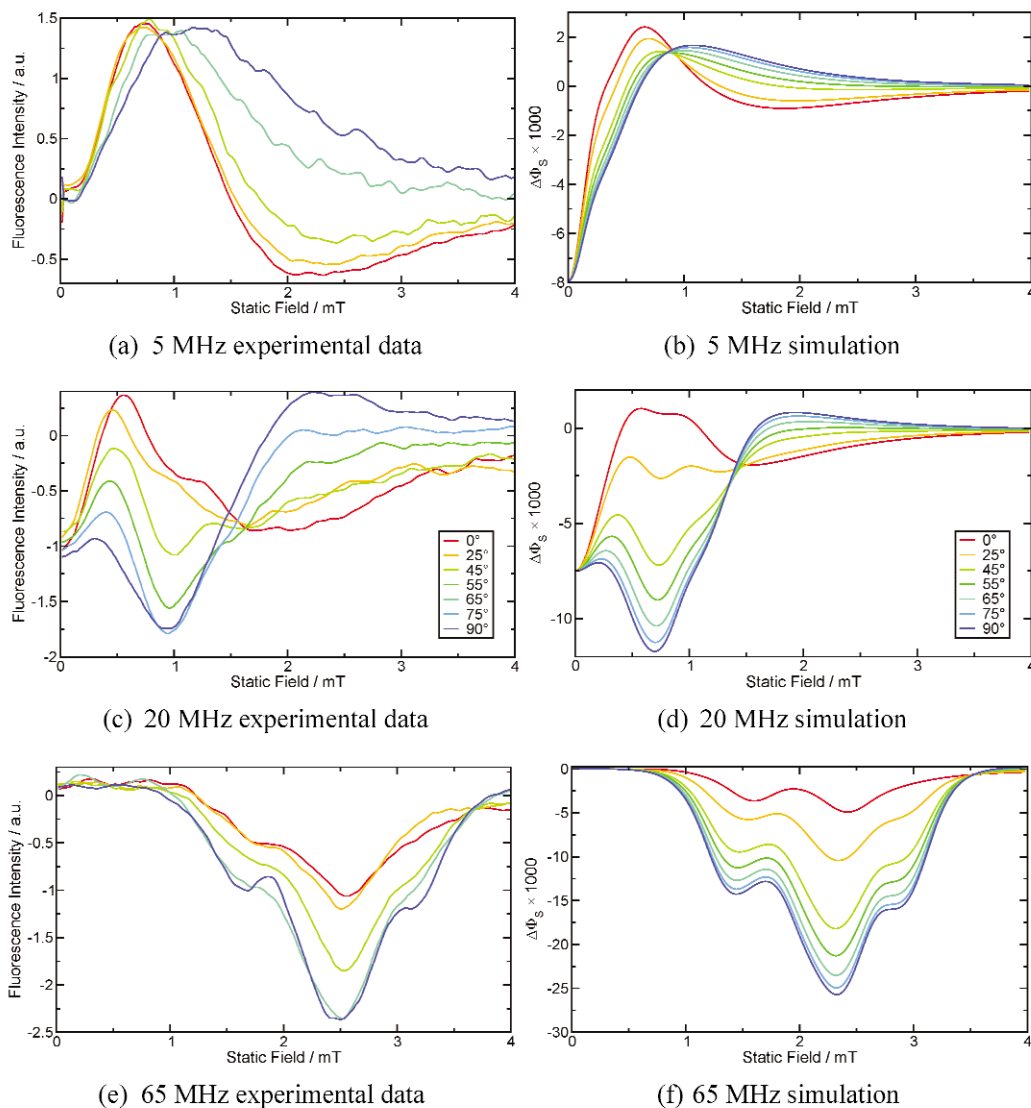 1.5
1
0.5
0
-0.5
0 1 2 3 4
Fluorescence Intensity / a.u.
Static Field / mT
(a) 5 MHz experimental data
2
0
-2
-4
-6
-8
0 1 2 3 4
ΔΦS × 1000
Static Field / mT
(b) 5 MHz simulation
0
-0.5
-1
-1.5
-2
0 1 2 3 4
Fluorescence Intensity / a.u.
Static Field / mT
0°
25°
45°
55°
65°
75°
90°
(c) 20 MHz experimental data
0
-5
-10
0 1 2 3 4
ΔΦS × 1000
Static Field / mT
0°
25°
45°
55°
65°
75°
90°
(d) 20 MHz simulation
0
-0.5
-1
-1.5
-2
-2.5
0 1 2 3 4
Fluorescence Intensity / a.u.
Static Field / mT
(e) 65 MHz experimental data
0
-5
-10
-15
-20
-25
-30
0 1 2 3 4
ΔΦS × 1000
Static Field / mT
(f) 65 MHz simulation